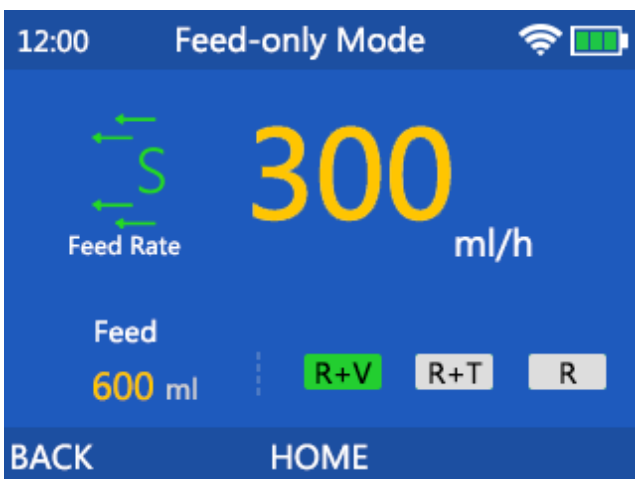 12:00 Feed-only Mode
S
300
Feed Rate
ml/h
Feed
600 ml
R+V R+T R
BACK HOME